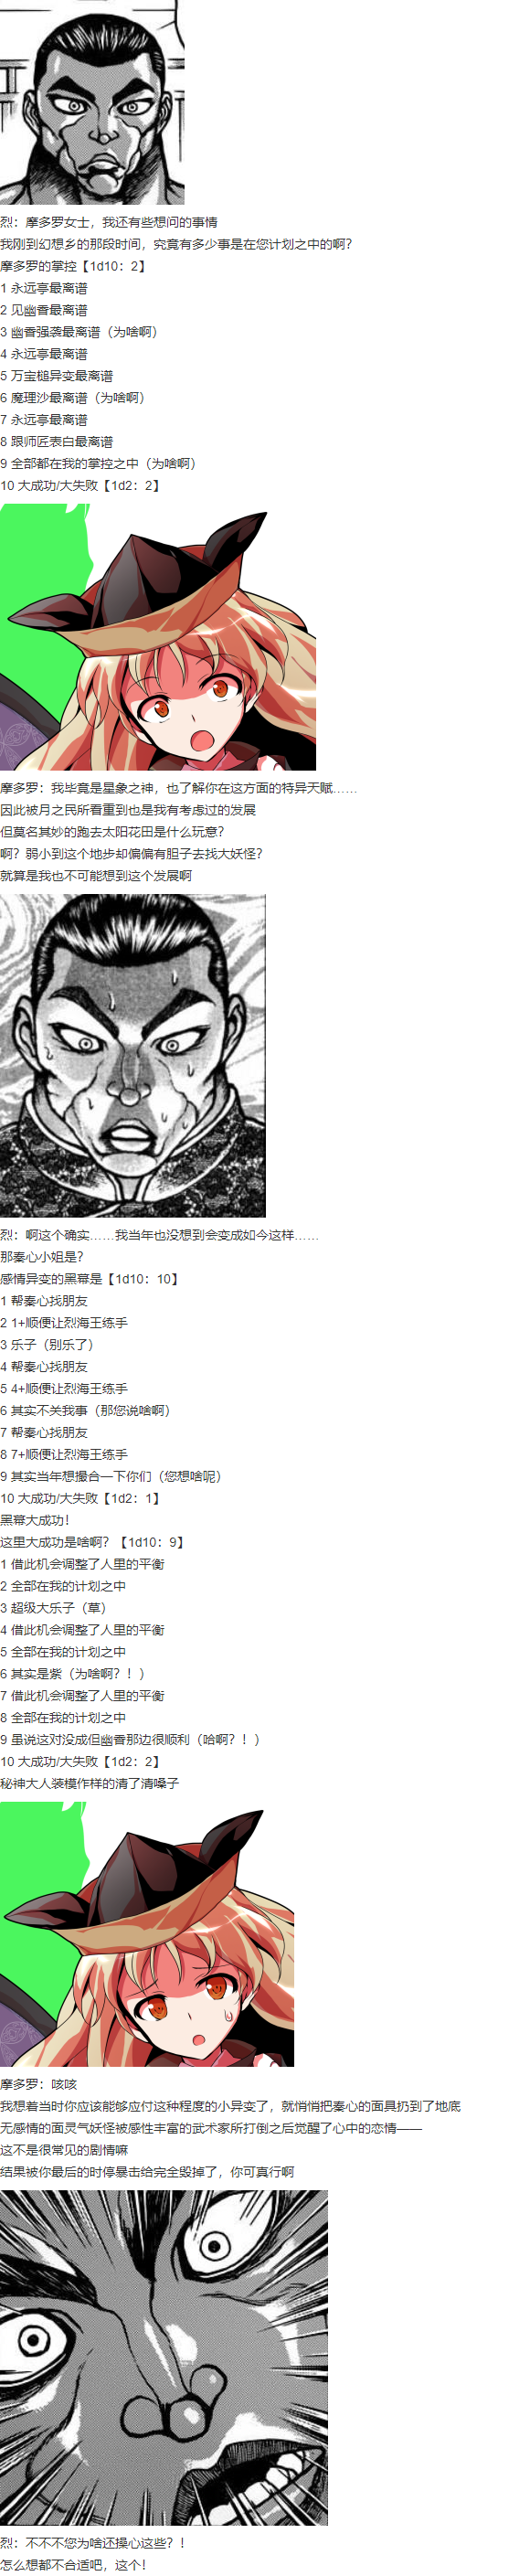 烈：摩多罗女士，我还有些想问的事情
我刚到幻想乡的那段时间，究竟有多少事是在您计划之中的啊？
摩多罗的掌控【1d10：2】
1 永远亭最离谱
2 见幽香最离谱
3 幽香强袭最离谱（为啥啊）
4 永远亭最离谱
5 万宝槌异变最离谱
6 魔理沙最离谱（为啥啊）
7 永远亭最离谱
8 跟师匠表白最离谱
9 全部都在我的掌控之中（为啥啊）
10 大成功/大失败【1d2：2】
摩多罗：我毕竟是星象之神，也了解你在这方面的特异天赋……
因此被月之民所看重到也是我有考虑过的发展
但莫名其妙的跑去太阳花田是什么玩意？
啊？弱小到这个地步却偏偏有胆子去找大妖怪？
就算是我也不可能想到这个发展啊
烈：啊这个确实……我当年也没想到会变成如今这样……
那秦心小姐是？
感情异变的黑幕是【1d10：10】
1 帮秦心找朋友
2 1+顺便让烈海王练手
3 乐子（别乐了）
4 帮秦心找朋友
5 4+顺便让烈海王练手
6 其实不关我事（那您说啥啊）
7 帮秦心找朋友
8 7+顺便让烈海王练手
9 其实当年想撮合一下你们（您想啥呢）
10 大成功/大失败【1d2：1】
黑幕大成功！
这里大成功是啥啊？【1d10：9】
1 借此机会调整了人里的平衡
2 全部在我的计划之中
3 超级大乐子（草）
4 借此机会调整了人里的平衡
5 全部在我的计划之中
6 其实是紫（为啥啊？！）
7 借此机会调整了人里的平衡
8 全部在我的计划之中
9 虽说这对没成但幽香那边很顺利（哈啊？！）
10 大成功/大失败【1d2：2】
秘神大人装模作样的清了清嗓子
摩多罗：咳咳
我想着当时你应该能够应付这种程度的小异变了，就悄悄把秦心的面具扔到了地底
无感情的面灵气妖怪被感性丰富的武术家所打倒之后觉醒了心中的恋情——
这不是很常见的剧情嘛
结果被你最后的时停暴击给完全毁掉了，你可真行啊
烈：不不不您为啥还操心这些？！
怎么想都不合适吧，这个！